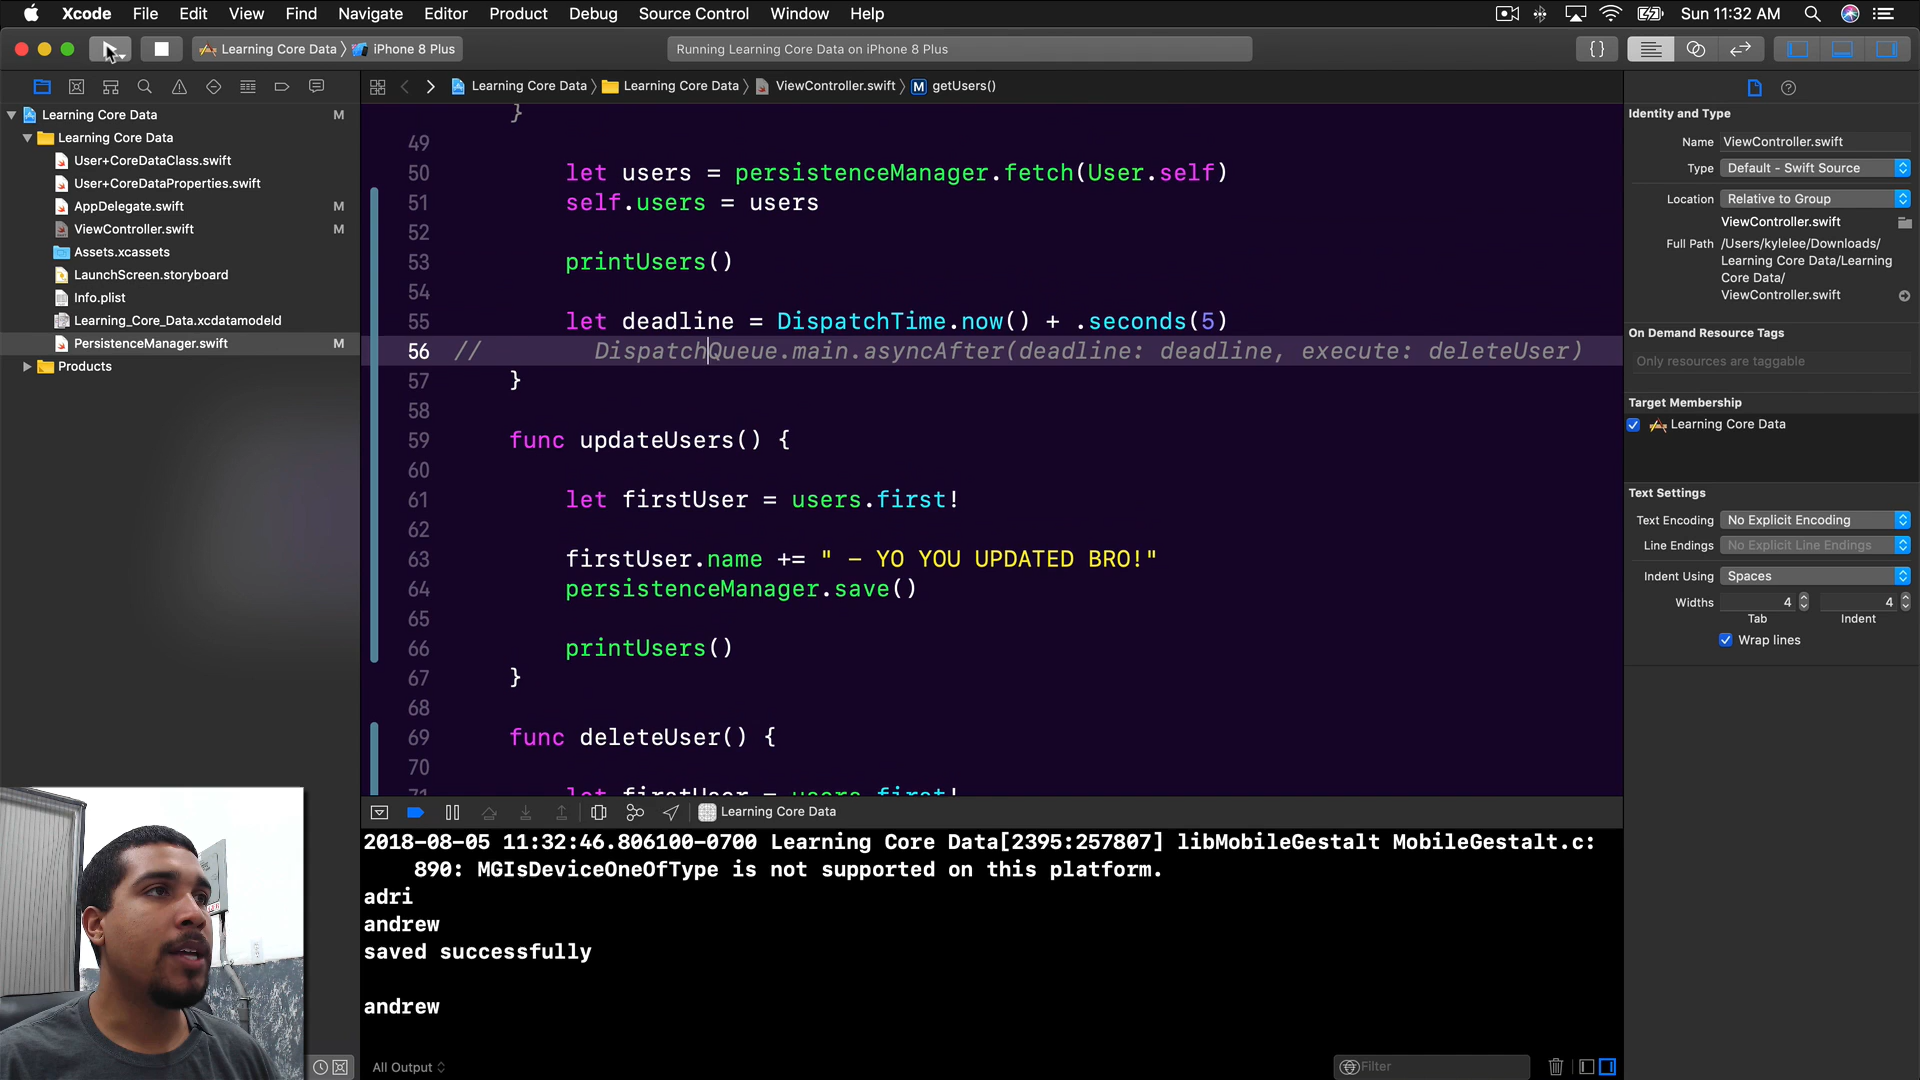 Xcode File Edit View Find Navigate Editor Product Debug Source Control Window Help Sun 11:32 AM
Learning Core Data iPhone 8 Plus Running Learning Core Data on iPhone 8 Plus
Learning Core Data Learning Core Data ViewController.swift M getUsers()
Learning Core Data M
Learning Core Data
User+CoreDataClass.swift
User+CoreDataProperties.swift
AppDelegate.swift M
ViewController.swift M
Assets.xcassets
LaunchScreen.storyboard
Info.plist
Learning_Core_Data.xcdatamodeld
PersistenceManager.swift M
Products
}
49
50 let users = persistenceManager.fetch(User.self)
51 self.users = users
52
53 printUsers()
54
55 let deadline = DispatchTime.now() + .seconds(5)
56 // DispatchQueue.main.asyncAfter(deadline: deadline, execute: deleteUser)
57 }
58
59 func updateUsers() {
60
61 let firstUser = users.first!
62
63 firstUser.name += " - YO YOU UPDATED BRO!"
64 persistenceManager.save()
65
66 printUsers()
67 }
68
69 func deleteUser() {
70
71 let firstUser = users.first!
Learning Core Data
2018-08-05 11:32:46.806100-0700 Learning Core Data[2395:257807] libMobileGestalt MobileGestalt.c:
890: MGIsDeviceOneOfType is not supported on this platform.
adri
andrew
saved successfully
andrew
All Output
Filter
Identity and Type
Name ViewController.swift
Type Default - Swift Source
Location Relative to Group
ViewController.swift
Full Path /Users/kylelee/Downloads/
Learning Core Data/Learning
Core Data/
ViewController.swift
On Demand Resource Tags
Only resources are taggable
Target Membership
Learning Core Data
Text Settings
Text Encoding No Explicit Encoding
Line Endings No Explicit Line Endings
Indent Using Spaces
Widths 4 4
Tab Indent
Wrap lines